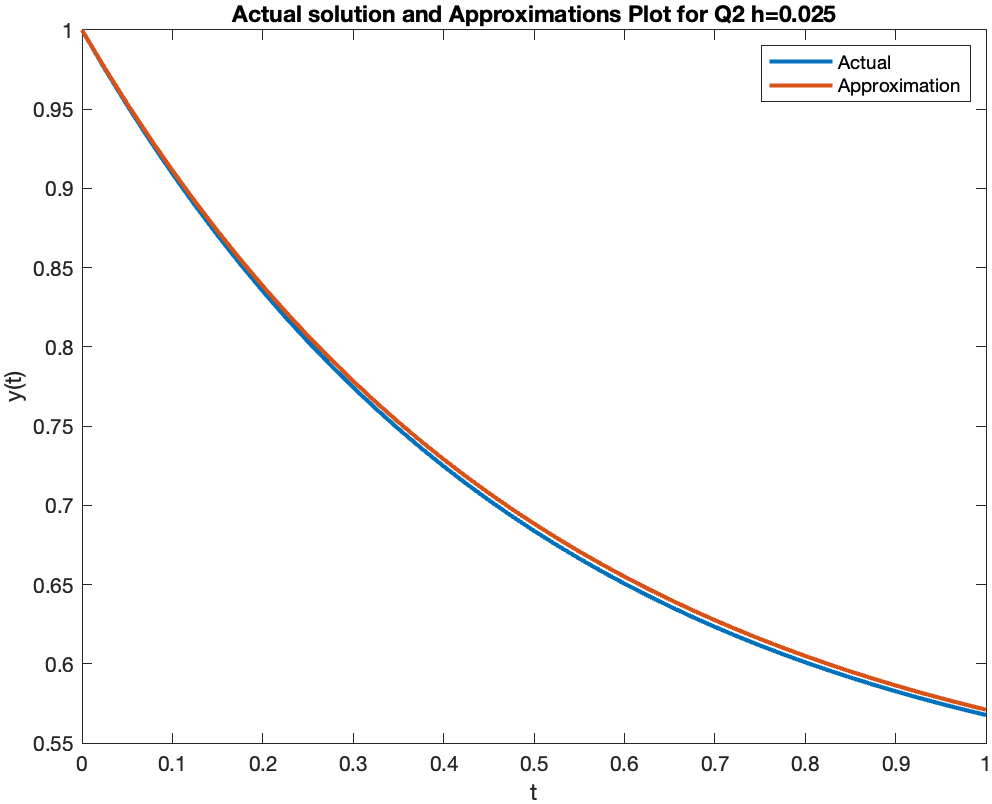 Actual solution and Approximations Plot for Q2 h=0.025
Actual
Approximation
1
0.95
0.9
0.85
0.8
0.75
0.7
0.65
0.6
0.55
y(t)
0 0.1 0.2 0.3 0.4 0.5 0.6 0.7 0.8 0.9 1
t